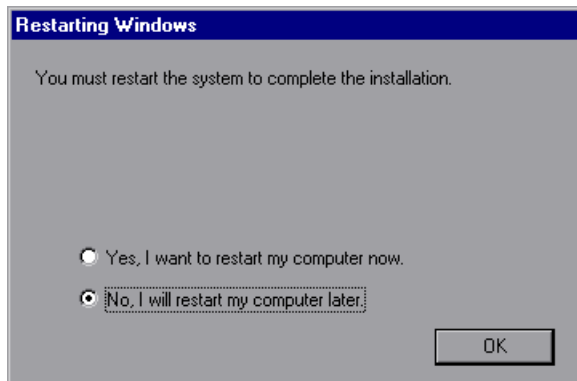 Restarting Windows
You must restart the system to complete the installation.
Yes, I want to restart my computer now.
No, I will restart my computer later.
OK